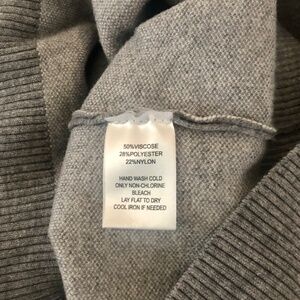 50%VISCOSE
28%POLYESTER
22%NYLON
HAND WASH COLD
ONLY NON-CHLORINE
BLEACH
LAY FLAT TO DRY
COOL IRON IF NEEDED